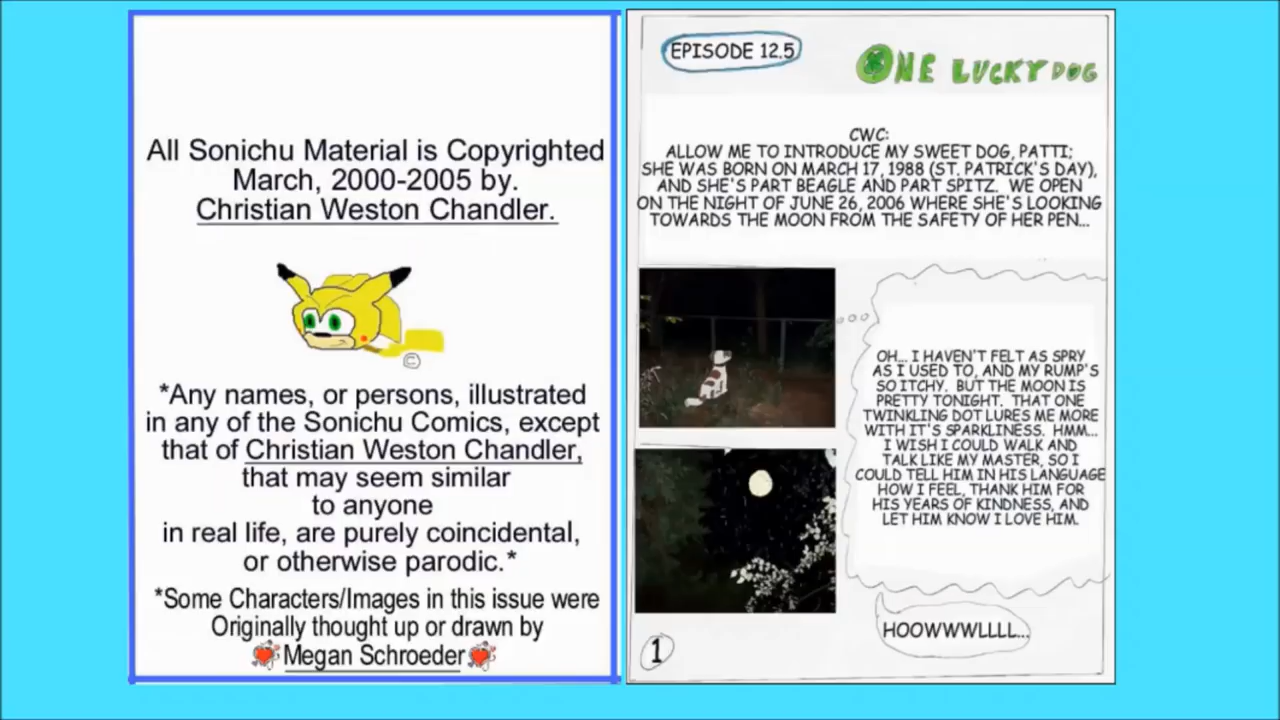 All Sonichu Material is Copyrighted
March, 2000-2005 by.
Christian Weston Chandler.
©
*Any names, or persons, illustrated
in any of the Sonichu Comics, except
that of Christian Weston Chandler,
that may seem similar
to anyone
in real life, are purely coincidental,
or otherwise parodic.*
*Some Characters/Images in this issue were
Originally thought up or drawn by
Megan Schroeder
EPISODE 12.5
ONE LUCKY DOG
CWC:
ALLOW ME TO INTRODUCE MY SWEET DOG, PATTI;
SHE WAS BORN ON MARCH 17, 1988 (ST. PATRICK'S DAY),
AND SHE'S PART BEAGLE AND PART SPITZ. WE OPEN
ON THE NIGHT OF JUNE 26, 2006 WHERE SHE'S LOOKING
TOWARDS THE MOON FROM THE SAFETY OF HER PEN...
OH... I HAVEN'T FELT AS SPRY
AS I USED TO, AND MY RUMP'S
SO ITCHY. BUT THE MOON IS
PRETTY TONIGHT. THAT ONE
TWINKLING DOT LURES ME MORE
WITH IT'S SPARKLINESS. HMM...
I WISH I COULD WALK AND
TALK LIKE MY MASTER, SO I
COULD TELL HIM IN HIS LANGUAGE
HOW I FEEL, THANK HIM FOR
HIS YEARS OF KINDNESS, AND
LET HIM KNOW I LOVE HIM.
HOOWWWLLLL...
1